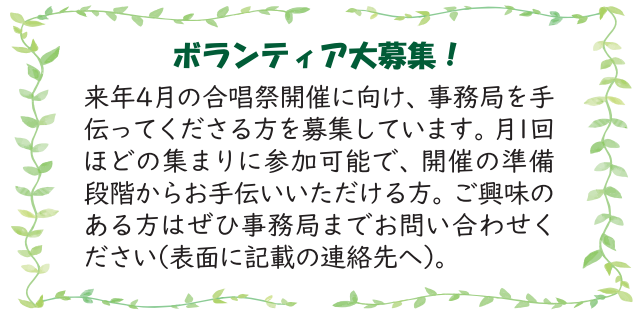 ボランティア大募集！
来年4月の合唱祭開催に向け、事務局を手
伝ってくださる方を募集しています。月1回
ほどの集まりに参加可能で、開催の準備
段階からお手伝いいただける方。ご興味の
ある方はぜひ事務局までお問い合わせく
ださい(表面に記載の連絡先へ)。